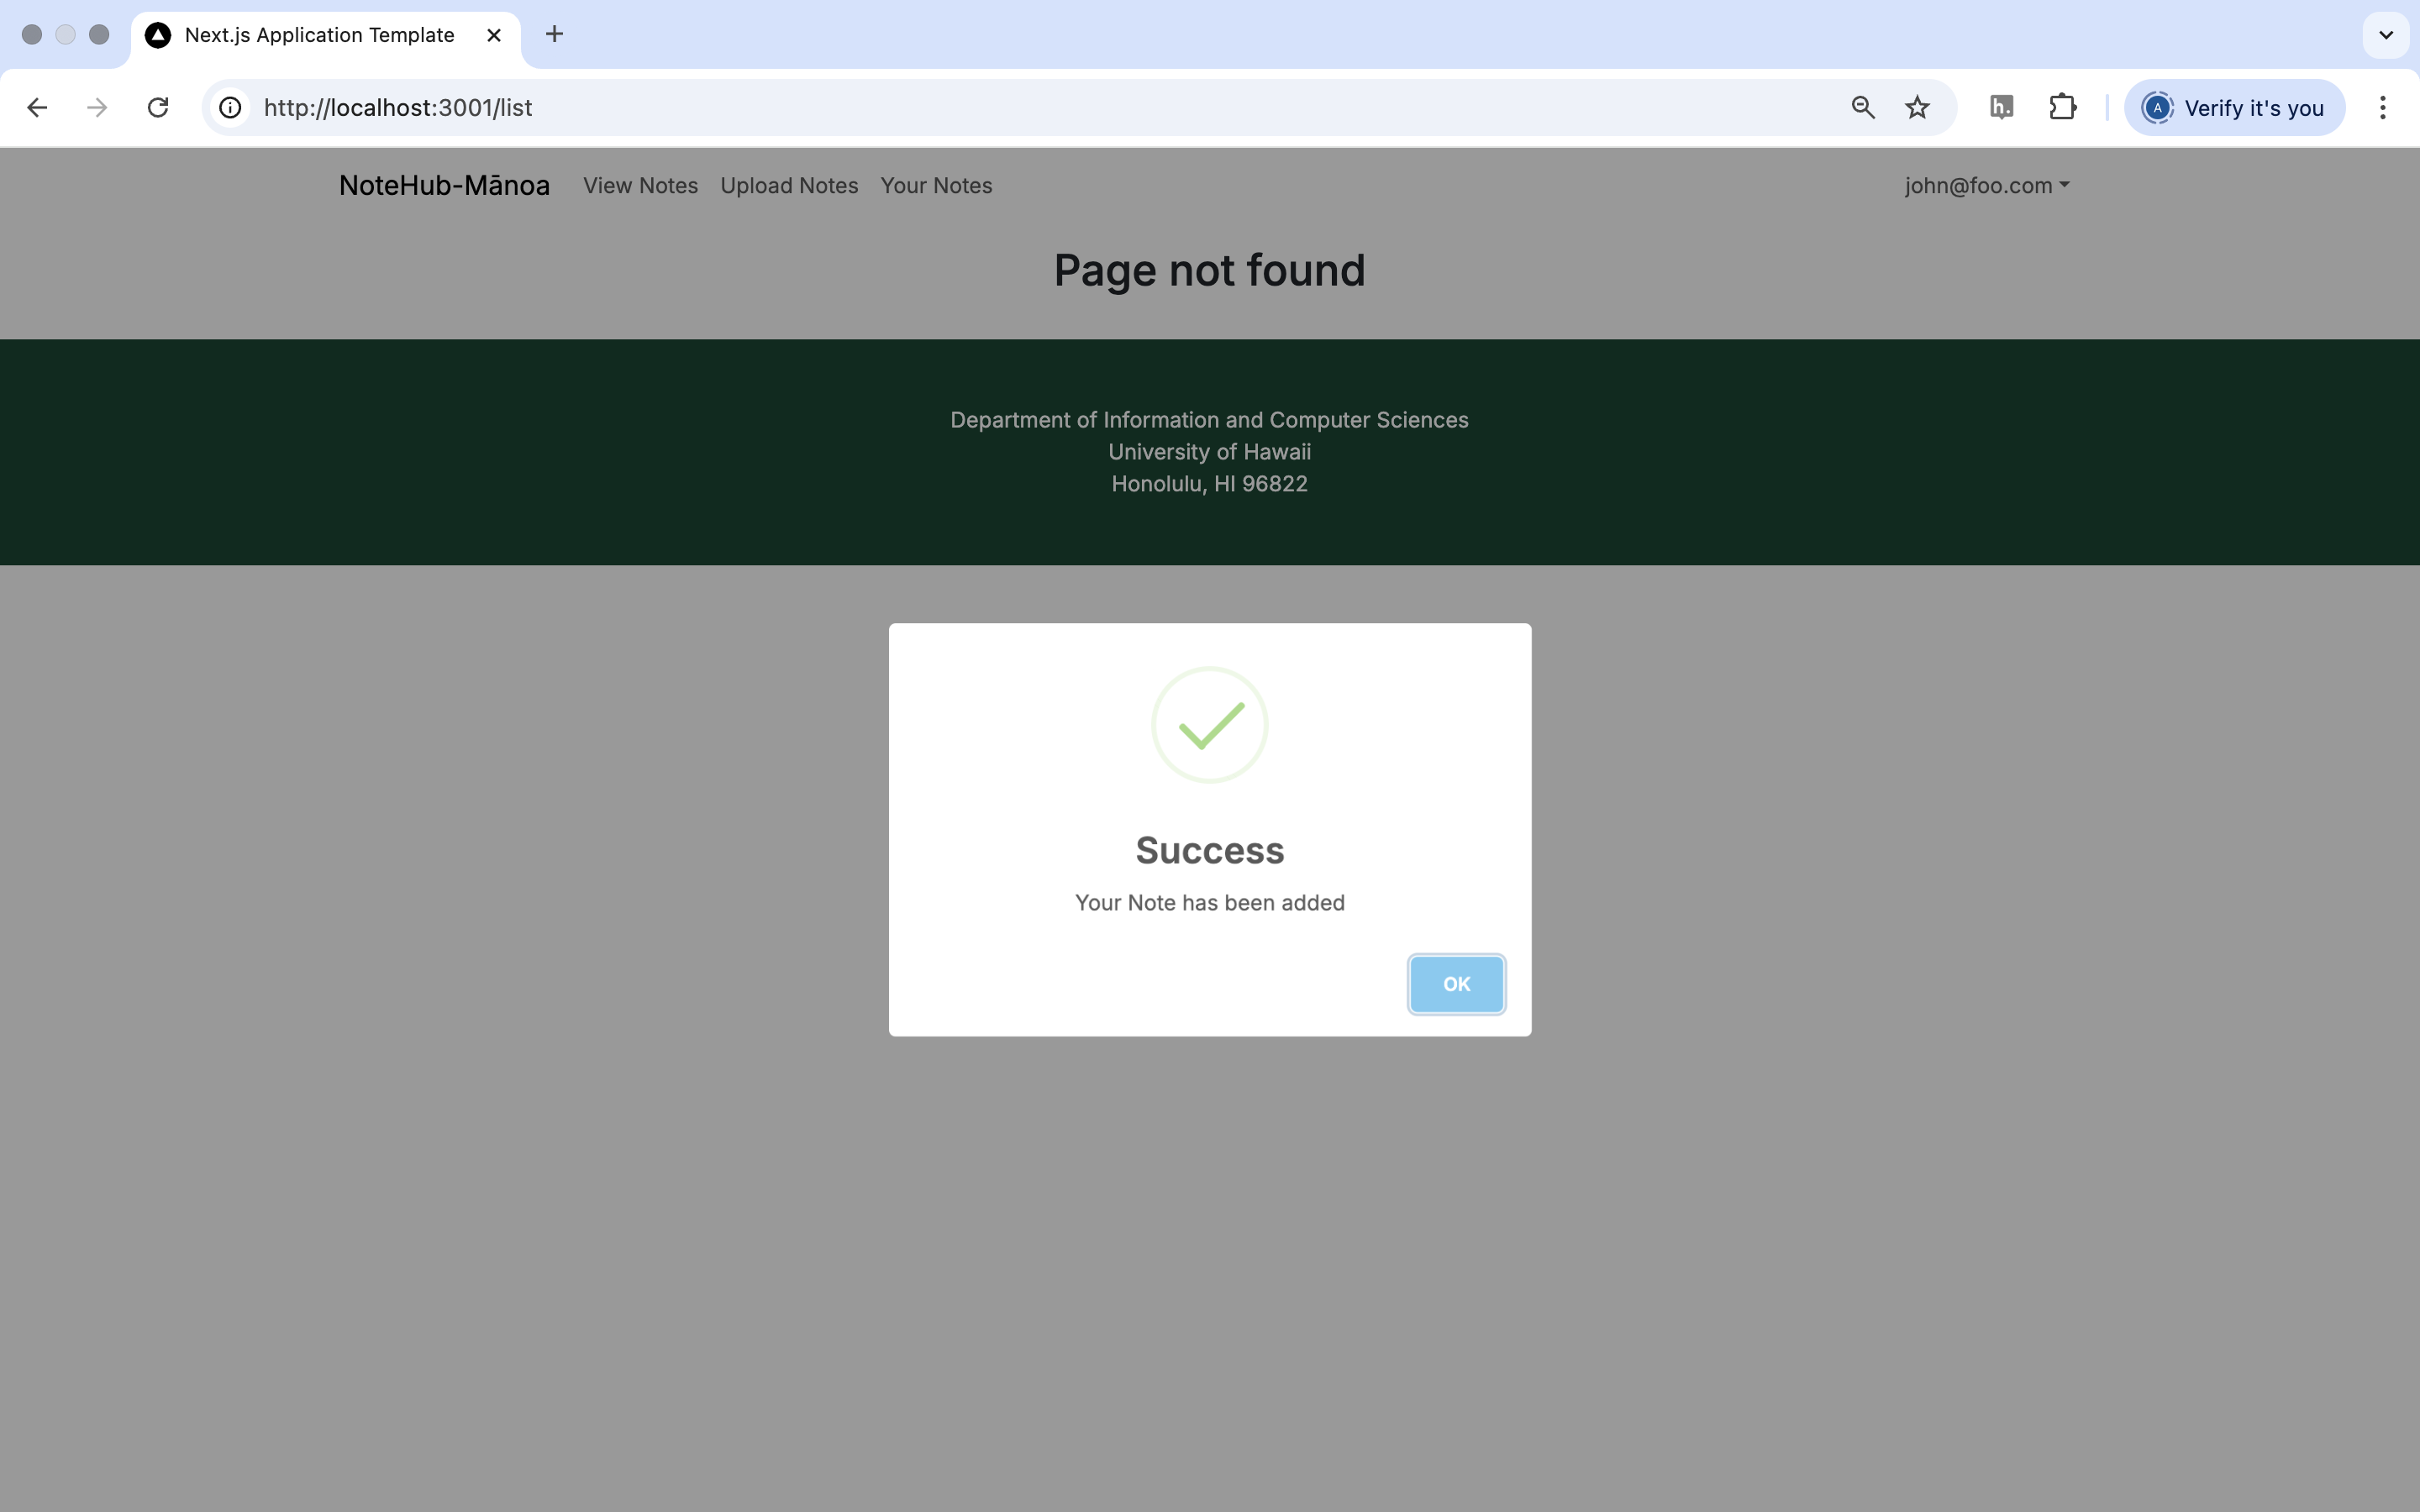 Next.js Application Template
http://localhost:3001/list
h.
A
Verify it's you
NoteHub-Mānoa
View Notes
Upload Notes
Your Notes
john@foo.com
Page not found
Department of Information and Computer Sciences
University of Hawaii
Honolulu, HI 96822
Success
Your Note has been added
OK